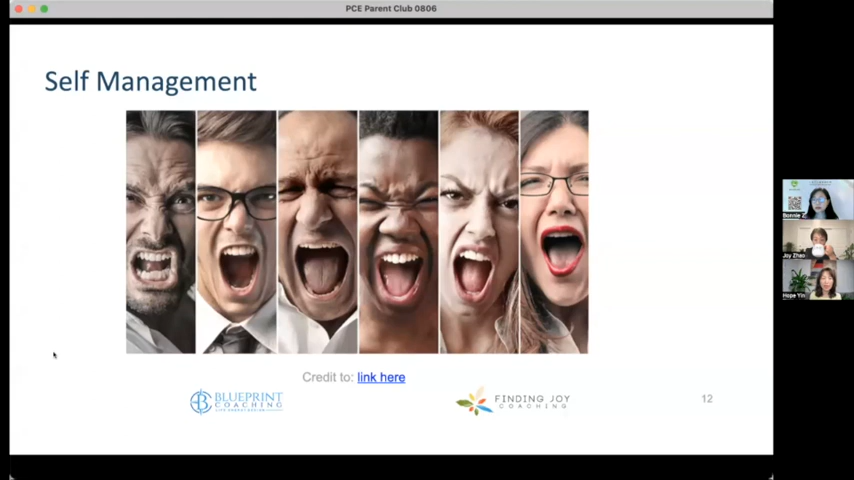 PCE Parent Club 0806
Self Management
Credit to: link here
BLUEPRINT
COACHING
FINDING JOY
COACHING
12
Bonnie Z
Joy Zhao
Hope Yin